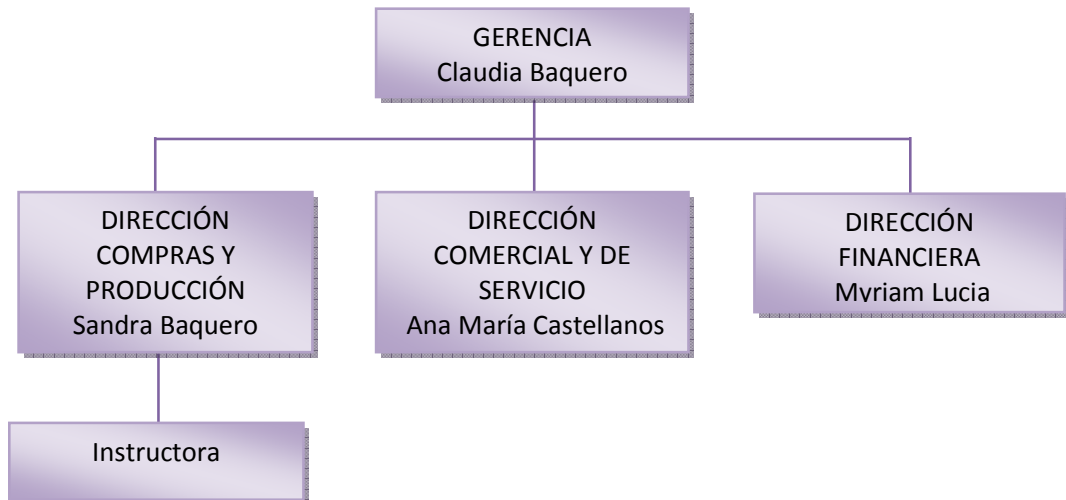 GERENCIA
Claudia Baquero
DIRECCIÓN
COMPRAS Y
PRODUCCIÓN
Sandra Baquero
DIRECCIÓN
COMERCIAL Y DE
SERVICIO
Ana María Castellanos
DIRECCIÓN
FINANCIERA
Myriam Lucia
Instructora